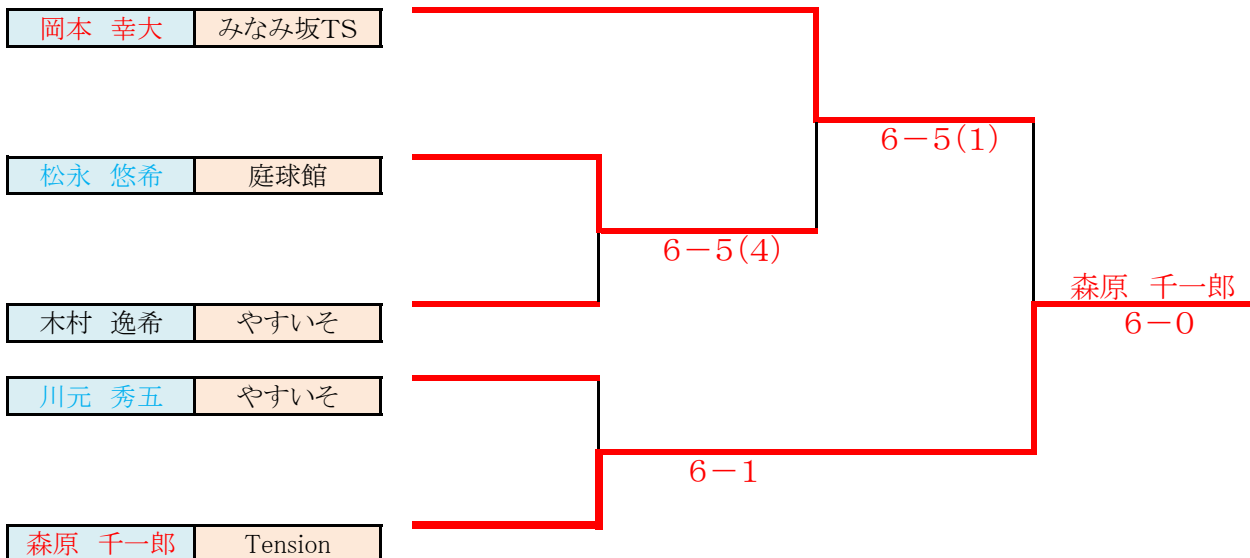 岡本 幸大 みなみ坂TS
6-5(1)
松永 悠希 庭球館
6-5(4)
森原 千一郎
6-0
木村 逸希 やすいそ
川元 秀五 やすいそ
6-1
森原 千一郎 Tension